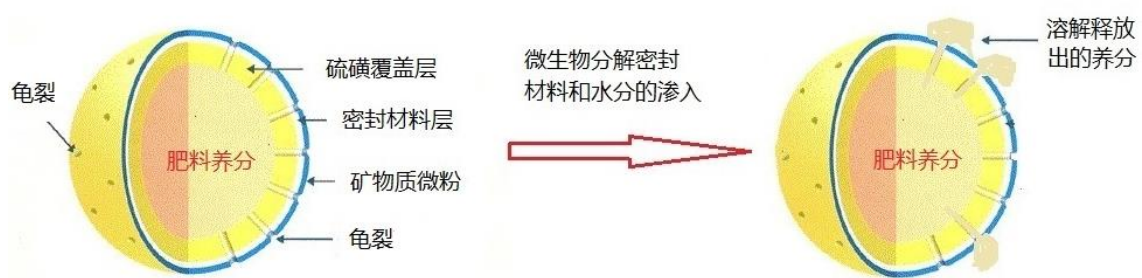 龟裂
硫磺覆盖层
密封材料层
矿物质微粉
龟裂
肥料养分
微生物分解密封
材料和水分的渗入
溶解释放
出的养分
肥料养分